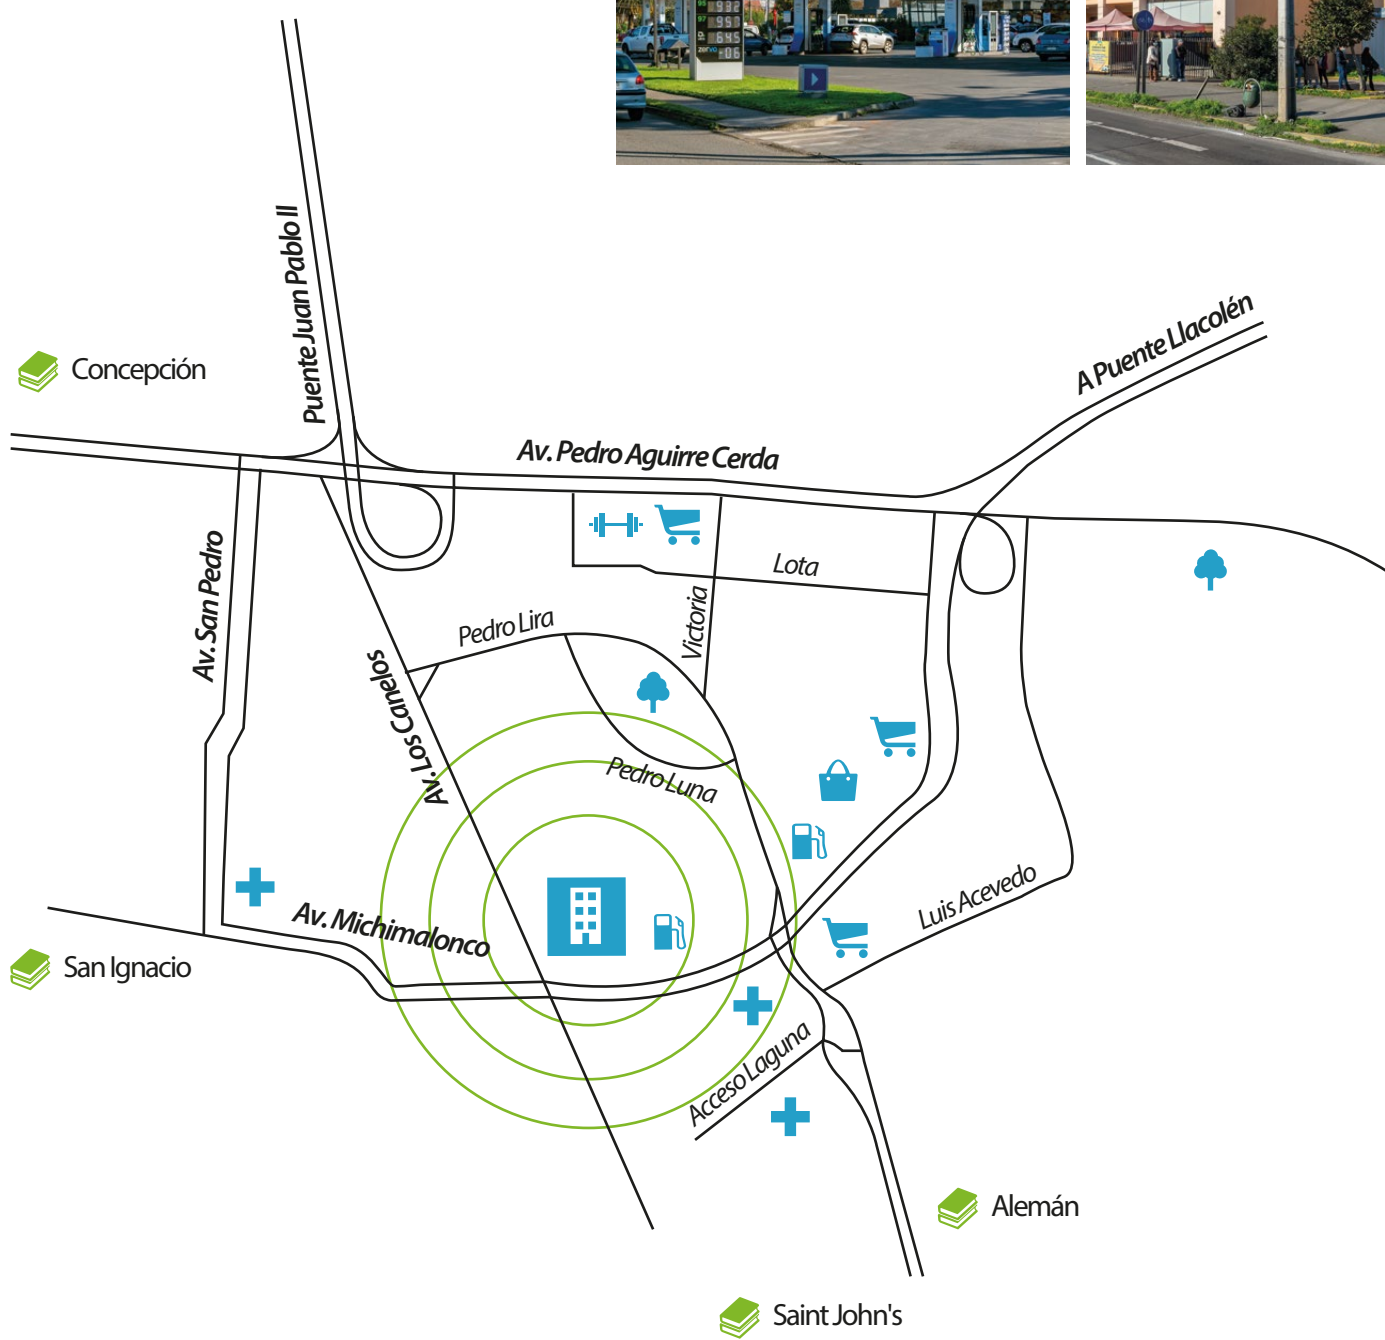 97
Puente Juan Pablo II
A Puente Llacolén
Concepción
Av. Pedro Aguirre Cerda
Av. San Pedro
Lota
Victoria
Pedro Lira
Av. Los Canelos
Pedro Luna
Luis Acevedo
Av. Michimalonco
San Ignacio
Acceso Laguna
Alemán
Saint John's